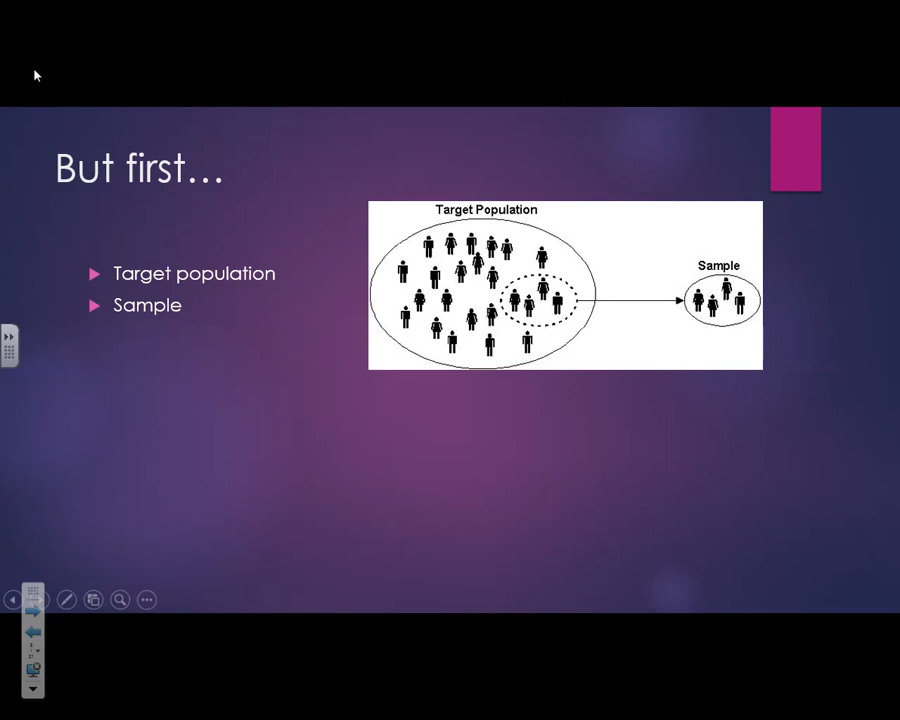 But first…
Target population
Sample
Target Population
Sample